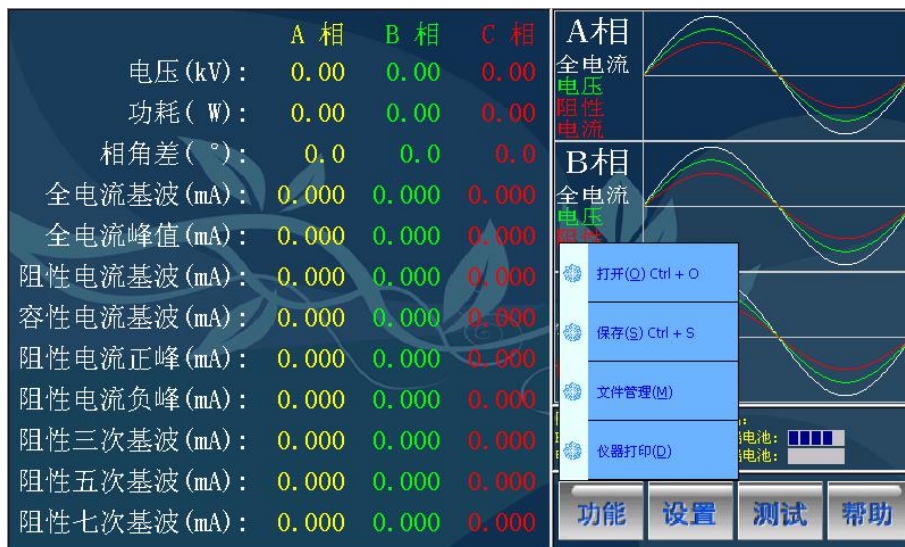 A 相 B 相 C 相
电压(kV): 0.00 0.00 0.00
功耗( W): 0.00 0.00 0.00
相角差( °): 0.0 0.0 0.0
全电流基波(mA): 0.000 0.000 0.000
全电流峰值(mA): 0.000 0.000 0.000
阻性电流基波(mA): 0.000 0.000 0.000
容性电流基波(mA): 0.000 0.000 0.000
阻性电流正峰(mA): 0.000 0.000 0.000
阻性电流负峰(mA): 0.000 0.000 0.000
阻性三次基波(mA): 0.000 0.000 0.000
阻性五次基波(mA): 0.000 0.000 0.000
阻性七次基波(mA): 0.000 0.000 0.000
A相
全电流
电压
阻性
电流
B相
全电流
电压
阻性
打开(O) Ctrl + O
保存(S) Ctrl + S
文件管理(M)
仪器打印(D)
电池:
电池:
功能 设置 测试 帮助